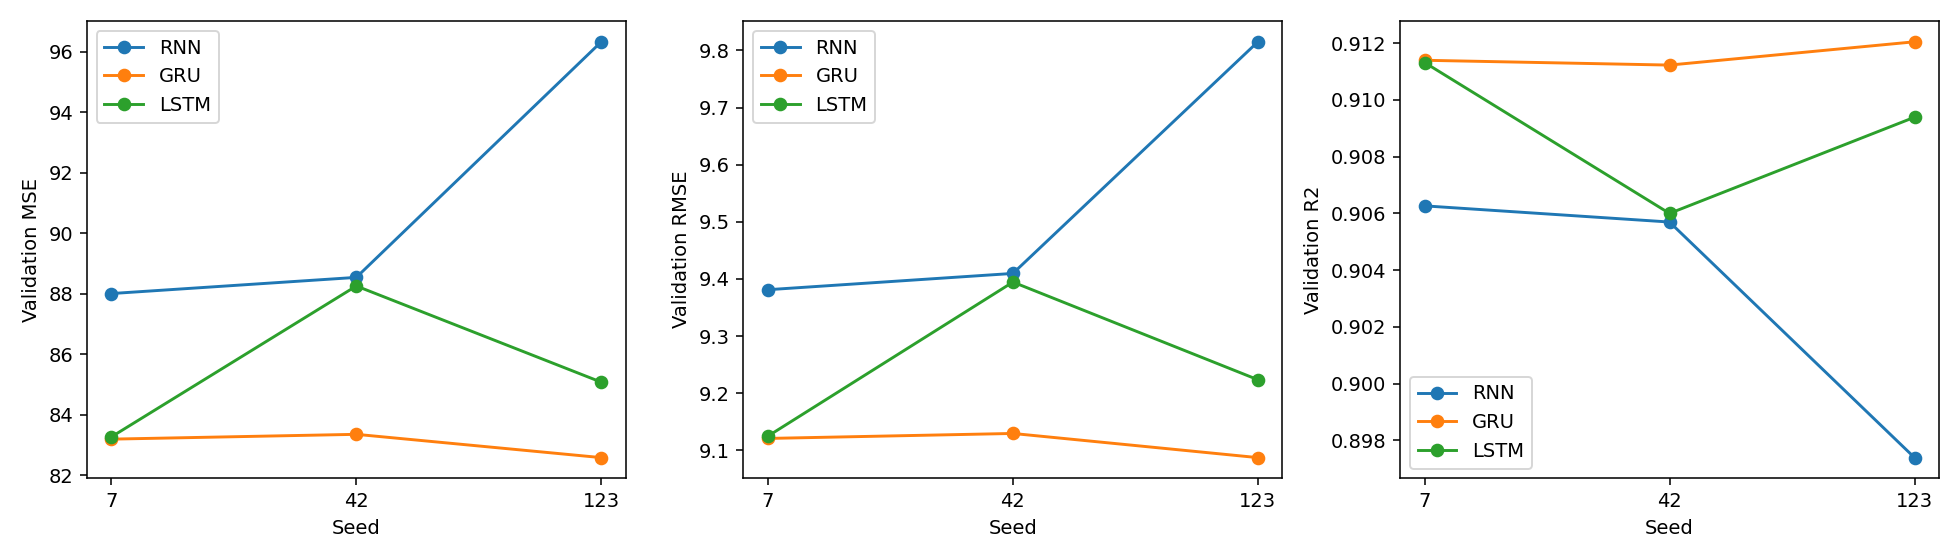 Validation MSE
96
94
92
90
88
86
84
82
RNN
GRU
LSTM
7
42
123
Seed
Validation RMSE
9.8
9.7
9.6
9.5
9.4
9.3
9.2
9.1
RNN
GRU
LSTM
7
42
123
Seed
Validation R2
0.912
0.910
0.908
0.906
0.904
0.902
0.900
0.898
RNN
GRU
LSTM
7
42
123
Seed